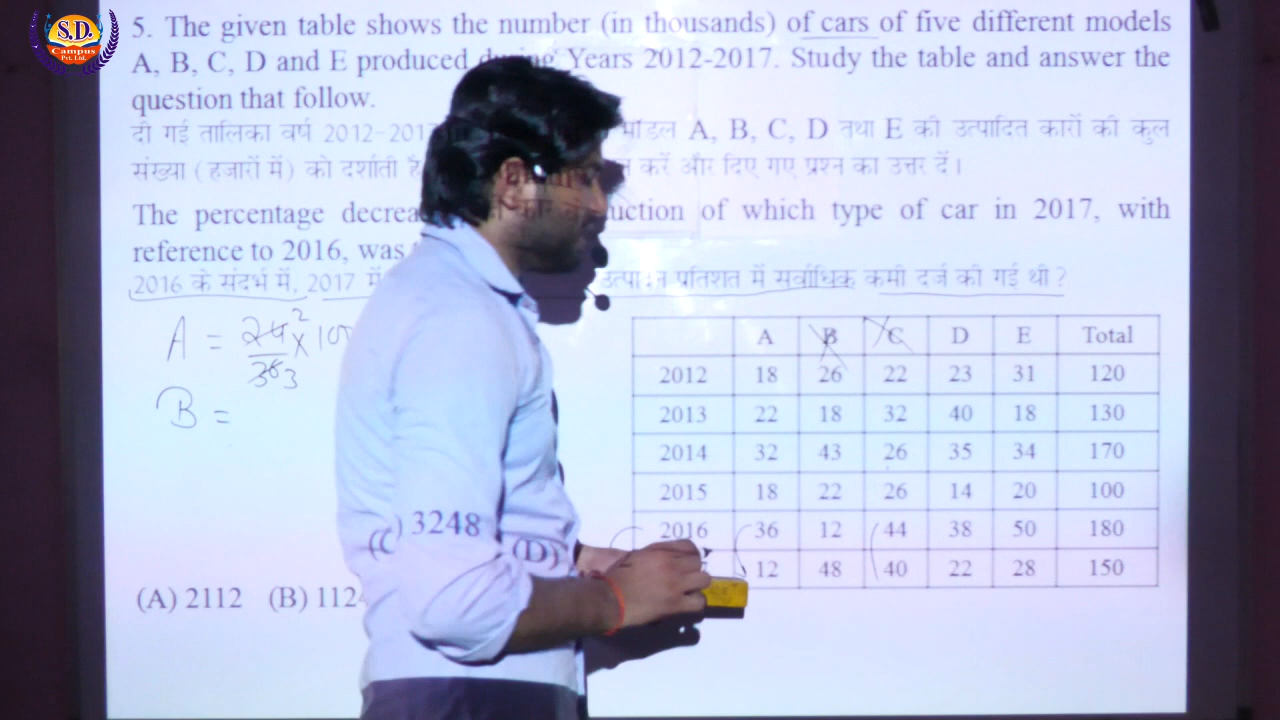 S.D.
Campus
Pvt. Ltd.
5. The given table shows the number (in thousands) of cars of five different models
A, B, C, D and E produced Years 2012-2017. Study the table and answer the
question that follow.
दी गई तालिका वर्ष 2012-2017 मॉडल A, B, C, D तथा E की उत्पादित कारों की कुल
संख्या (हजारों में) को दर्शाती करें और दिए गए प्रश्न का उत्तर दें।
The percentage of which type of car in 2017, with
reference to 2016, was
2016 के संदर्भ में, 2017 में प्रतिशत में सर्वाधिक कमी दर्ज की गई थी ?
A = 24 2 × 10
36 3
B =
A B C D E Total
2012 18 26 22 23 31 120
2013 22 18 32 40 18 130
2014 32 43 26 35 34 170
2015 18 22 26 14 20 100
2016 36 12 44 38 50 180
12 48 40 22 28 150
(C) 3248 (D)
(A) 2112 (B) 112